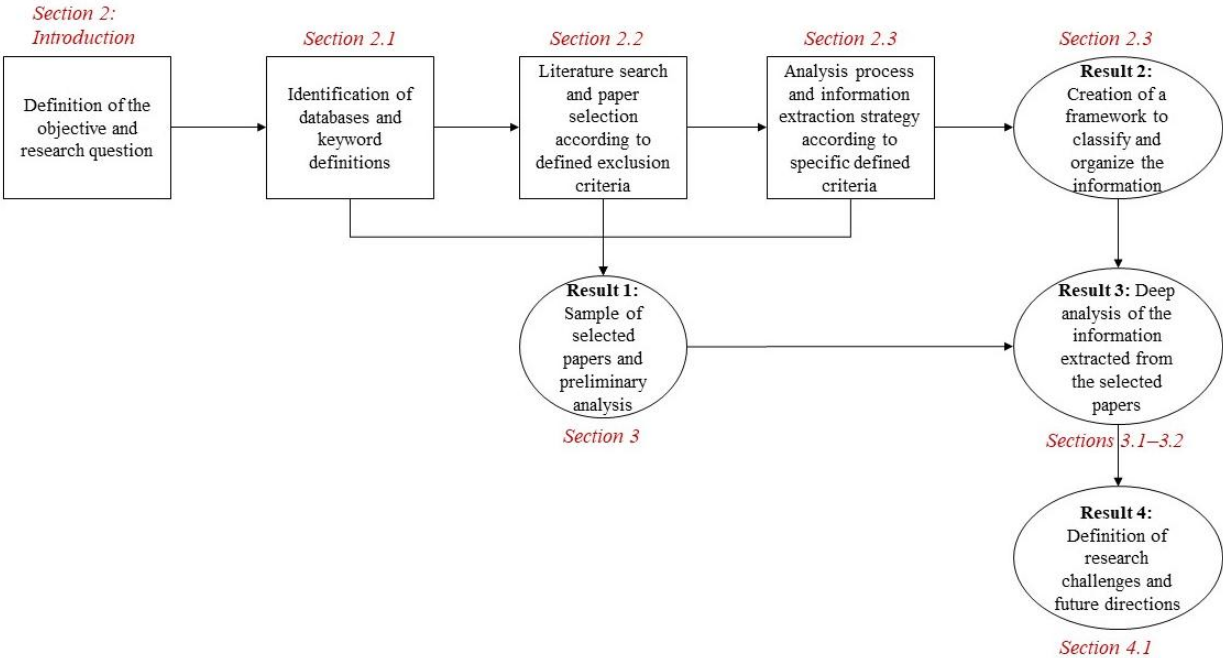 Section 2:
Introduction
Section 2.1
Section 2.2
Section 2.3
Section 2.3
Definition of the
objective and
research question
Identification of
databases and
keyword
definitions
Literature search
and paper
selection
according to
defined exclusion
criteria
Analysis process
and information
extraction strategy
according to
specific defined
criteria
Result 2:
Creation of a
framework to
classify and
organize the
information
Result 1:
Sample of
selected
papers and
preliminary
analysis
Section 3
Result 3: Deep
analysis of the
information
extracted from
the selected
papers
Sections 3.1–3.2
Result 4:
Definition of
research
challenges and
future directions
Section 4.1